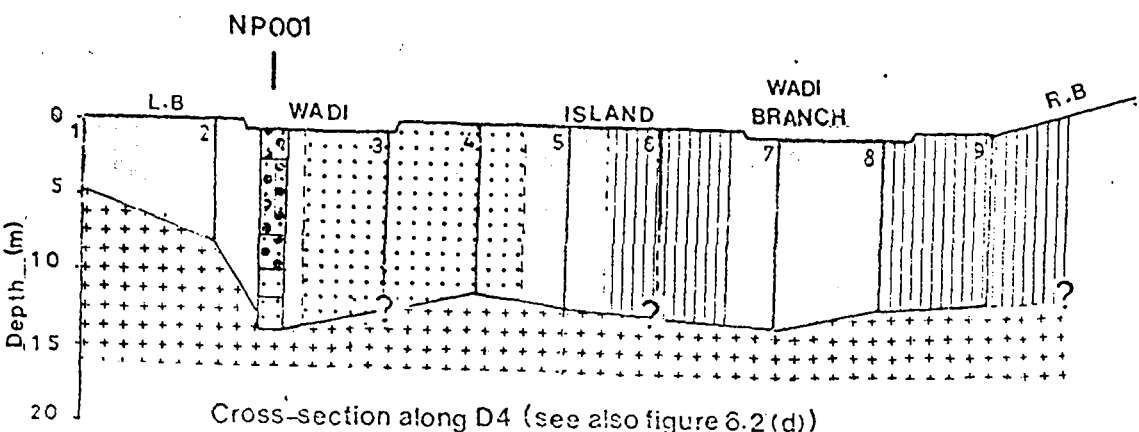 NP001
L.B
WADI
ISLAND
WADI
BRANCH
R.B
0
5
10
15
20
Depth (m)
1
2
3
4
5
6
7
8
9
?
?
?
Cross-section along D4 (see also figure 6.2(d))